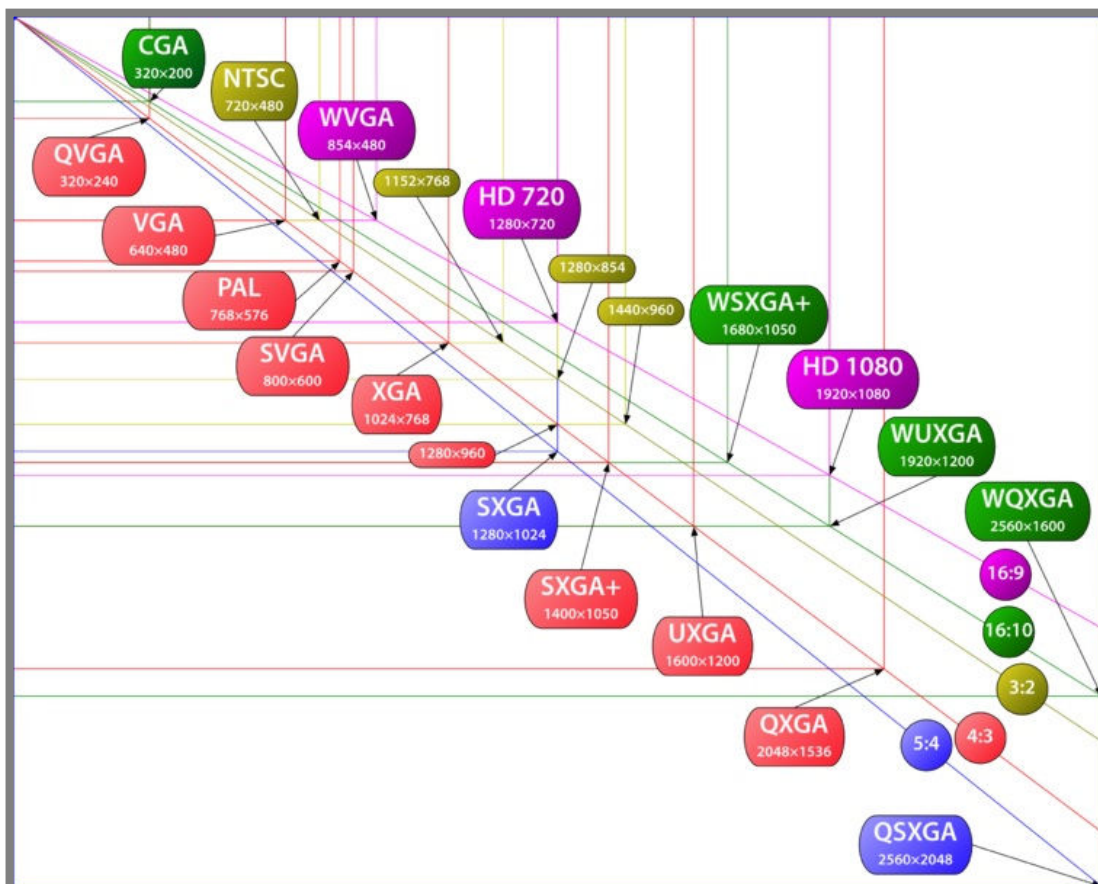 CGA
320×200
NTSC
720×480
WVGA
854×480
QVGA
320×240
1152×768
HD 720
1280×720
VGA
640×480
1280×854
PAL
768×576
1440×960
WSXGA+
1680×1050
SVGA
800×600
XGA
1024×768
HD 1080
1920×1080
1280×960
WUXGA
1920×1200
SXGA
1280×1024
WQXGA
2560×1600
SXGA+
1400×1050
16:9
UXGA
1600×1200
16:10
3:2
QXGA
2048×1536
5:4
4:3
QSXGA
2560×2048